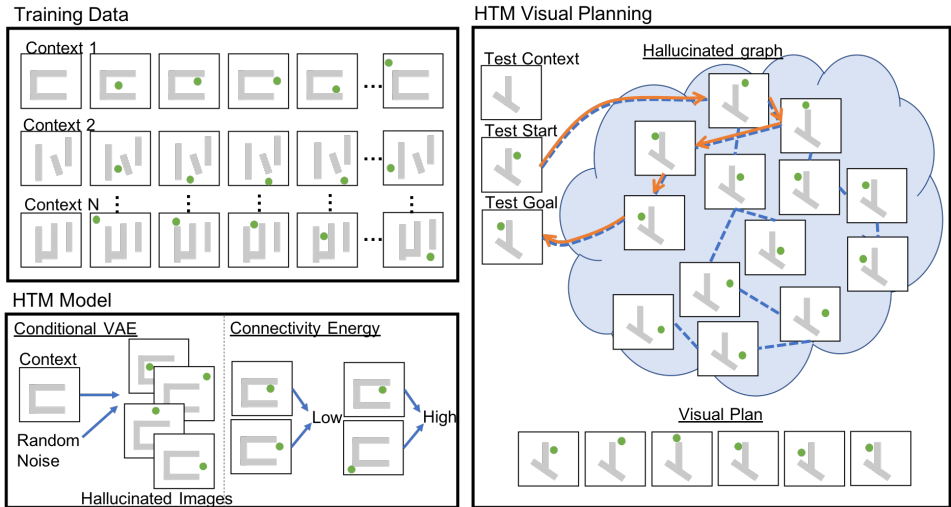 Training Data
Context 1
...
Context 2
...
Context N
...
HTM Model
Conditional VAE
Context
Random
Noise
Hallucinated Images
Connectivity Energy
Low
High
HTM Visual Planning
Test Context
Hallucinated graph
Test Start
Test Goal
Visual Plan